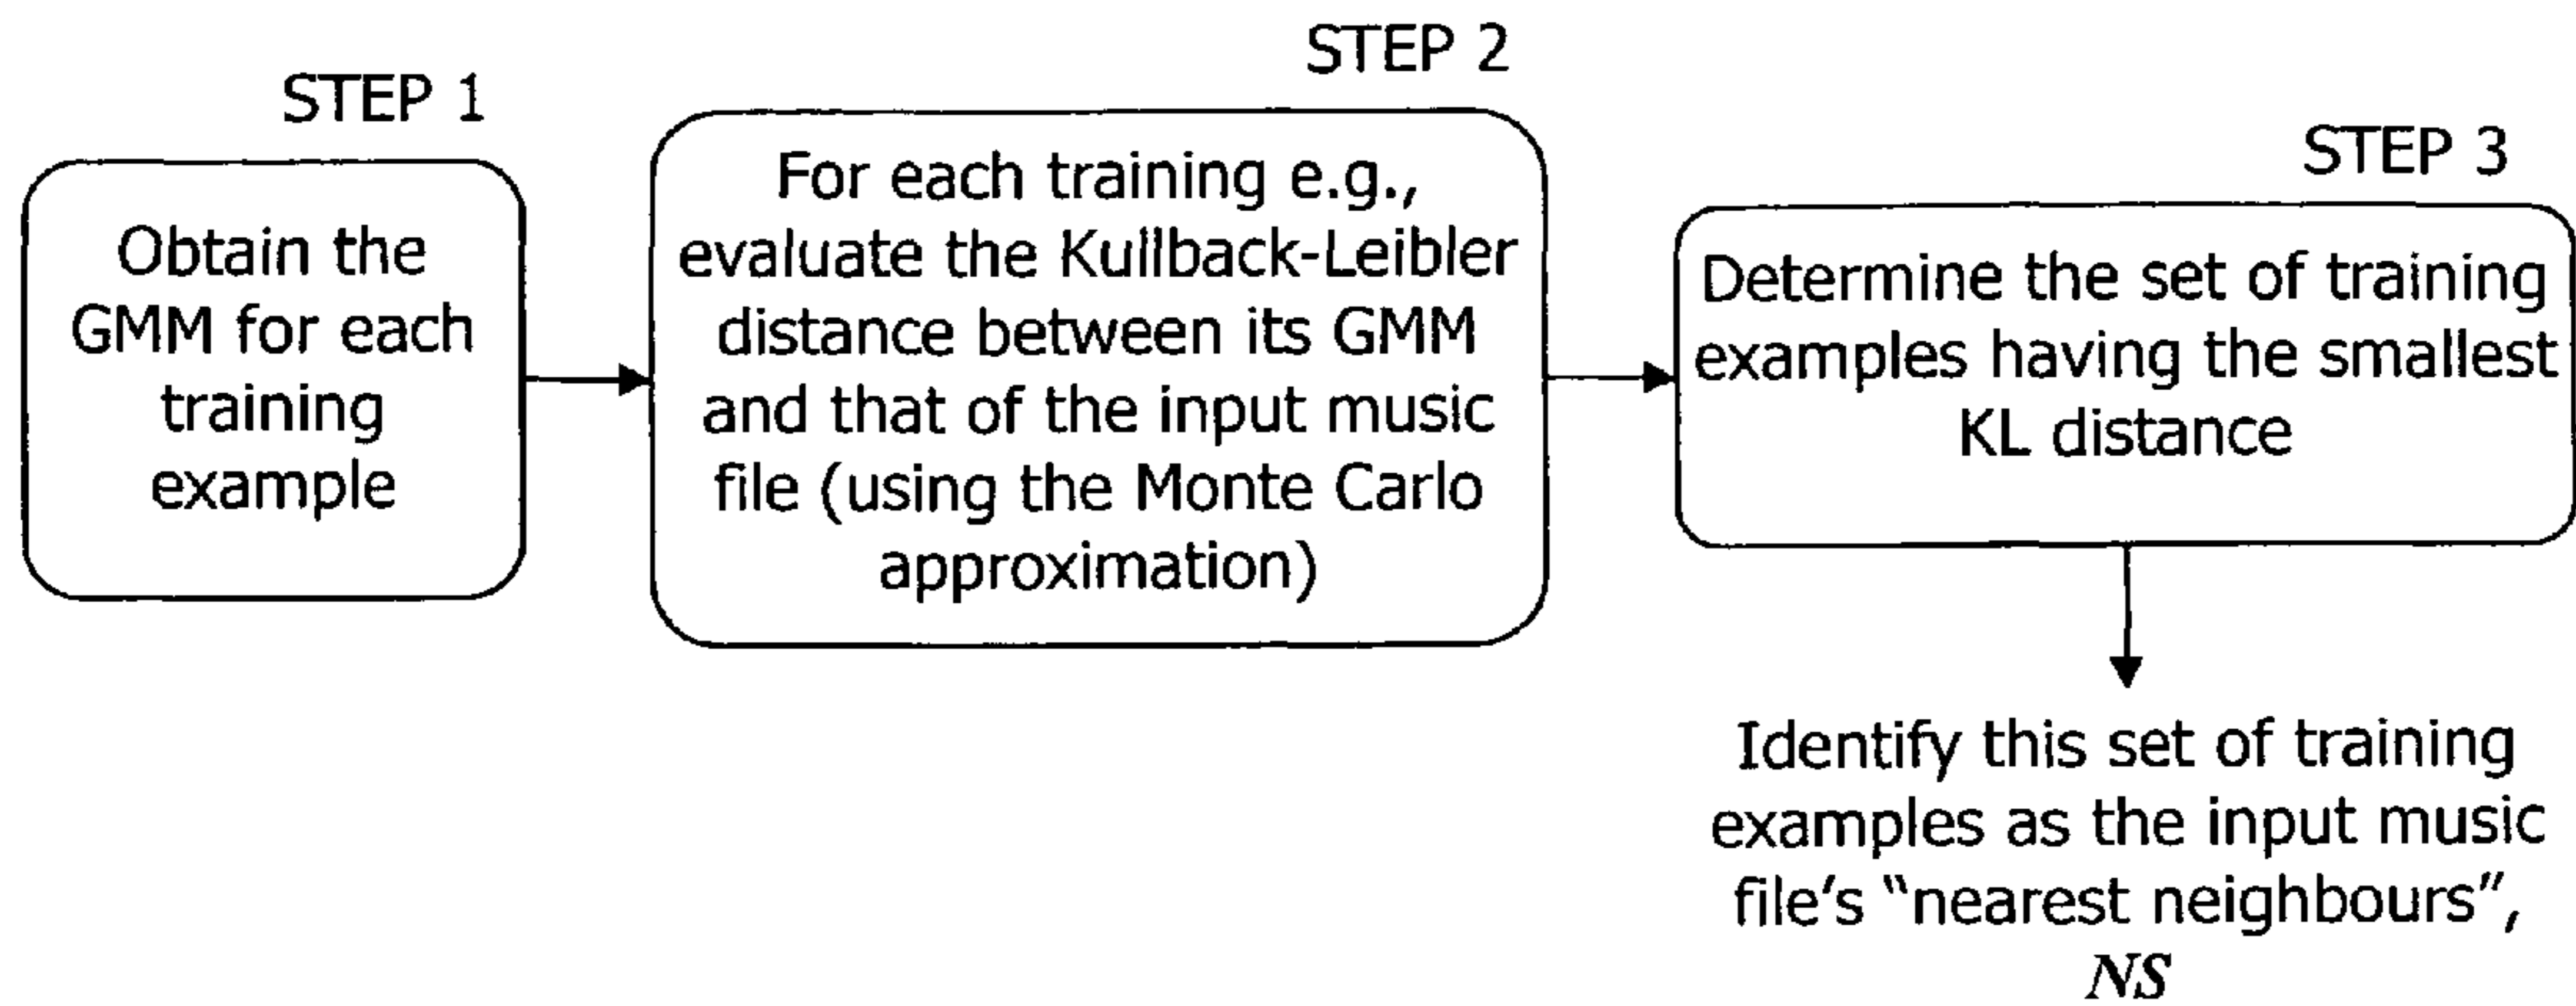 STEP 1
Obtain the
GMM for each
training
example
STEP 2
For each training e.g.,
evaluate the Kullback-Leibler
distance between its GMM
and that of the input music
file (using the Monte Carlo
approximation)
STEP 3
Determine the set of training
examples having the smallest
KL distance
Identify this set of training
examples as the input music
file's “nearest neighbours”,
NS